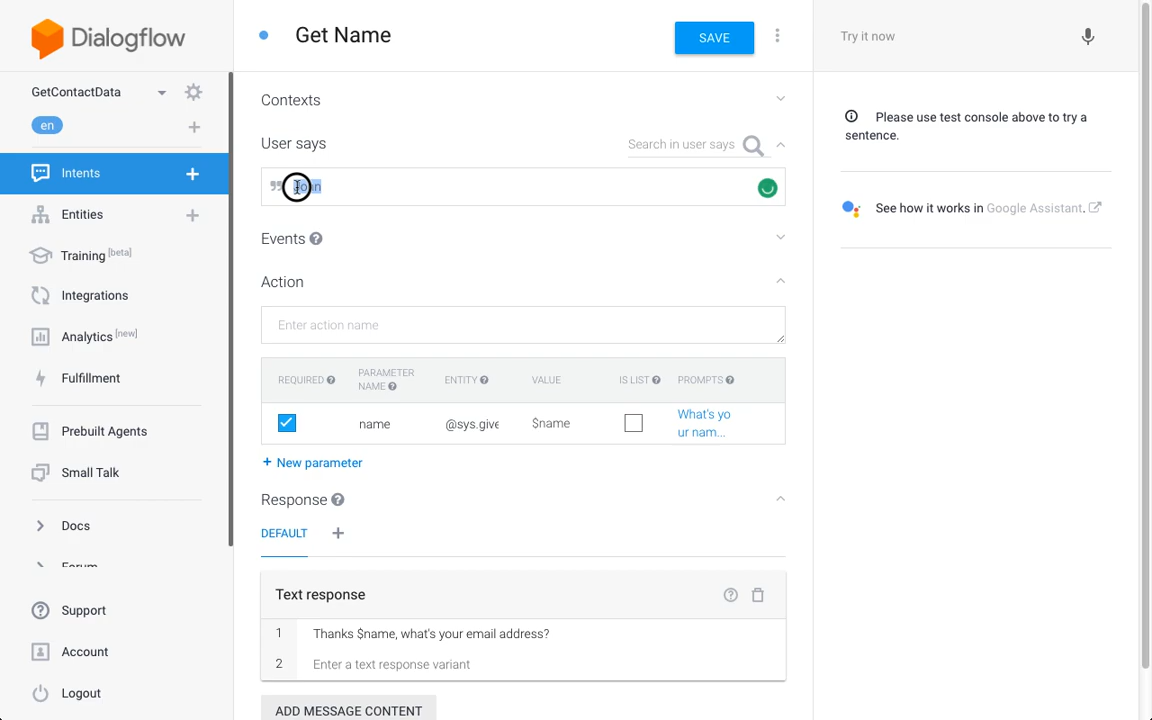 Dialogflow
GetContactData
en
Intents
Entities
Training [beta]
Integrations
Analytics [new]
Fulfillment
Prebuilt Agents
Small Talk
Docs
Forum
Support
Account
Logout
Get Name
SAVE
Contexts
User says
Search in user says
Events
Action
Enter action name
REQUIRED
PARAMETER
NAME
ENTITY
VALUE
IS LIST
PROMPTS
name
@sys.give
$name
What's yo
ur nam...
+ New parameter
Response
DEFAULT
Text response
1 Thanks $name, what's your email address?
2 Enter a text response variant
ADD MESSAGE CONTENT
Try it now
Please use test console above to try a
sentence.
See how it works in Google Assistant.